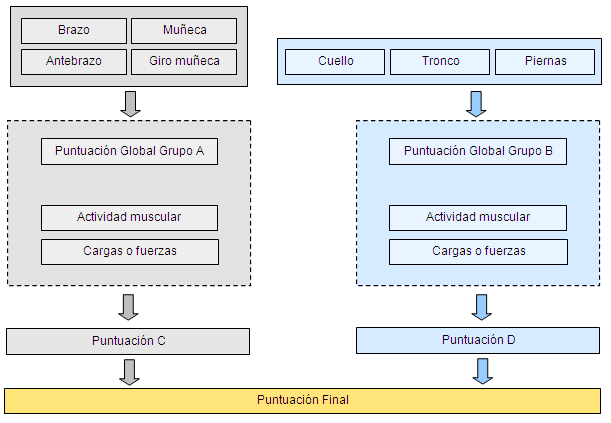 Brazo
Muñeca
Antebrazo
Giro muñeca
Cuello
Tronco
Piernas
Puntuación Global Grupo A
Puntuación Global Grupo B
Actividad muscular
Actividad muscular
Cargas o fuerzas
Cargas o fuerzas
Puntuación C
Puntuación D
Puntuación Final